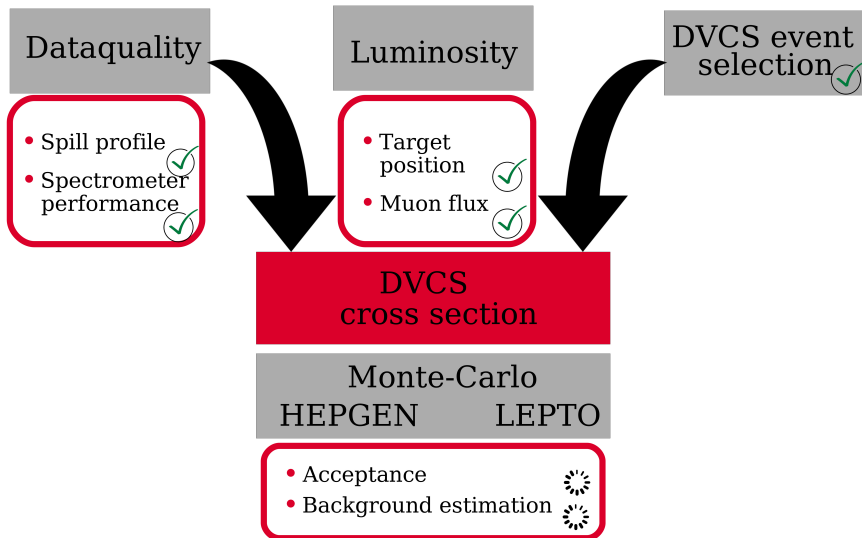 Dataquality
Spill profile
Spectrometer
performance
Luminosity
Target
position
Muon flux
DVCS event
selection
DVCS
cross section
Monte-Carlo
HEPGEN LEPTO
Acceptance
Background estimation